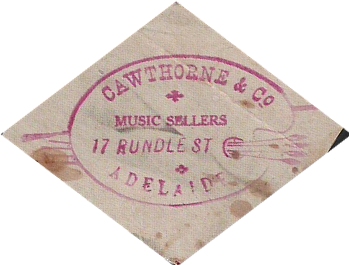 CAWTHORNE & Co
MUSIC SELLERS
17 RUNDLE ST
ADELAIDE